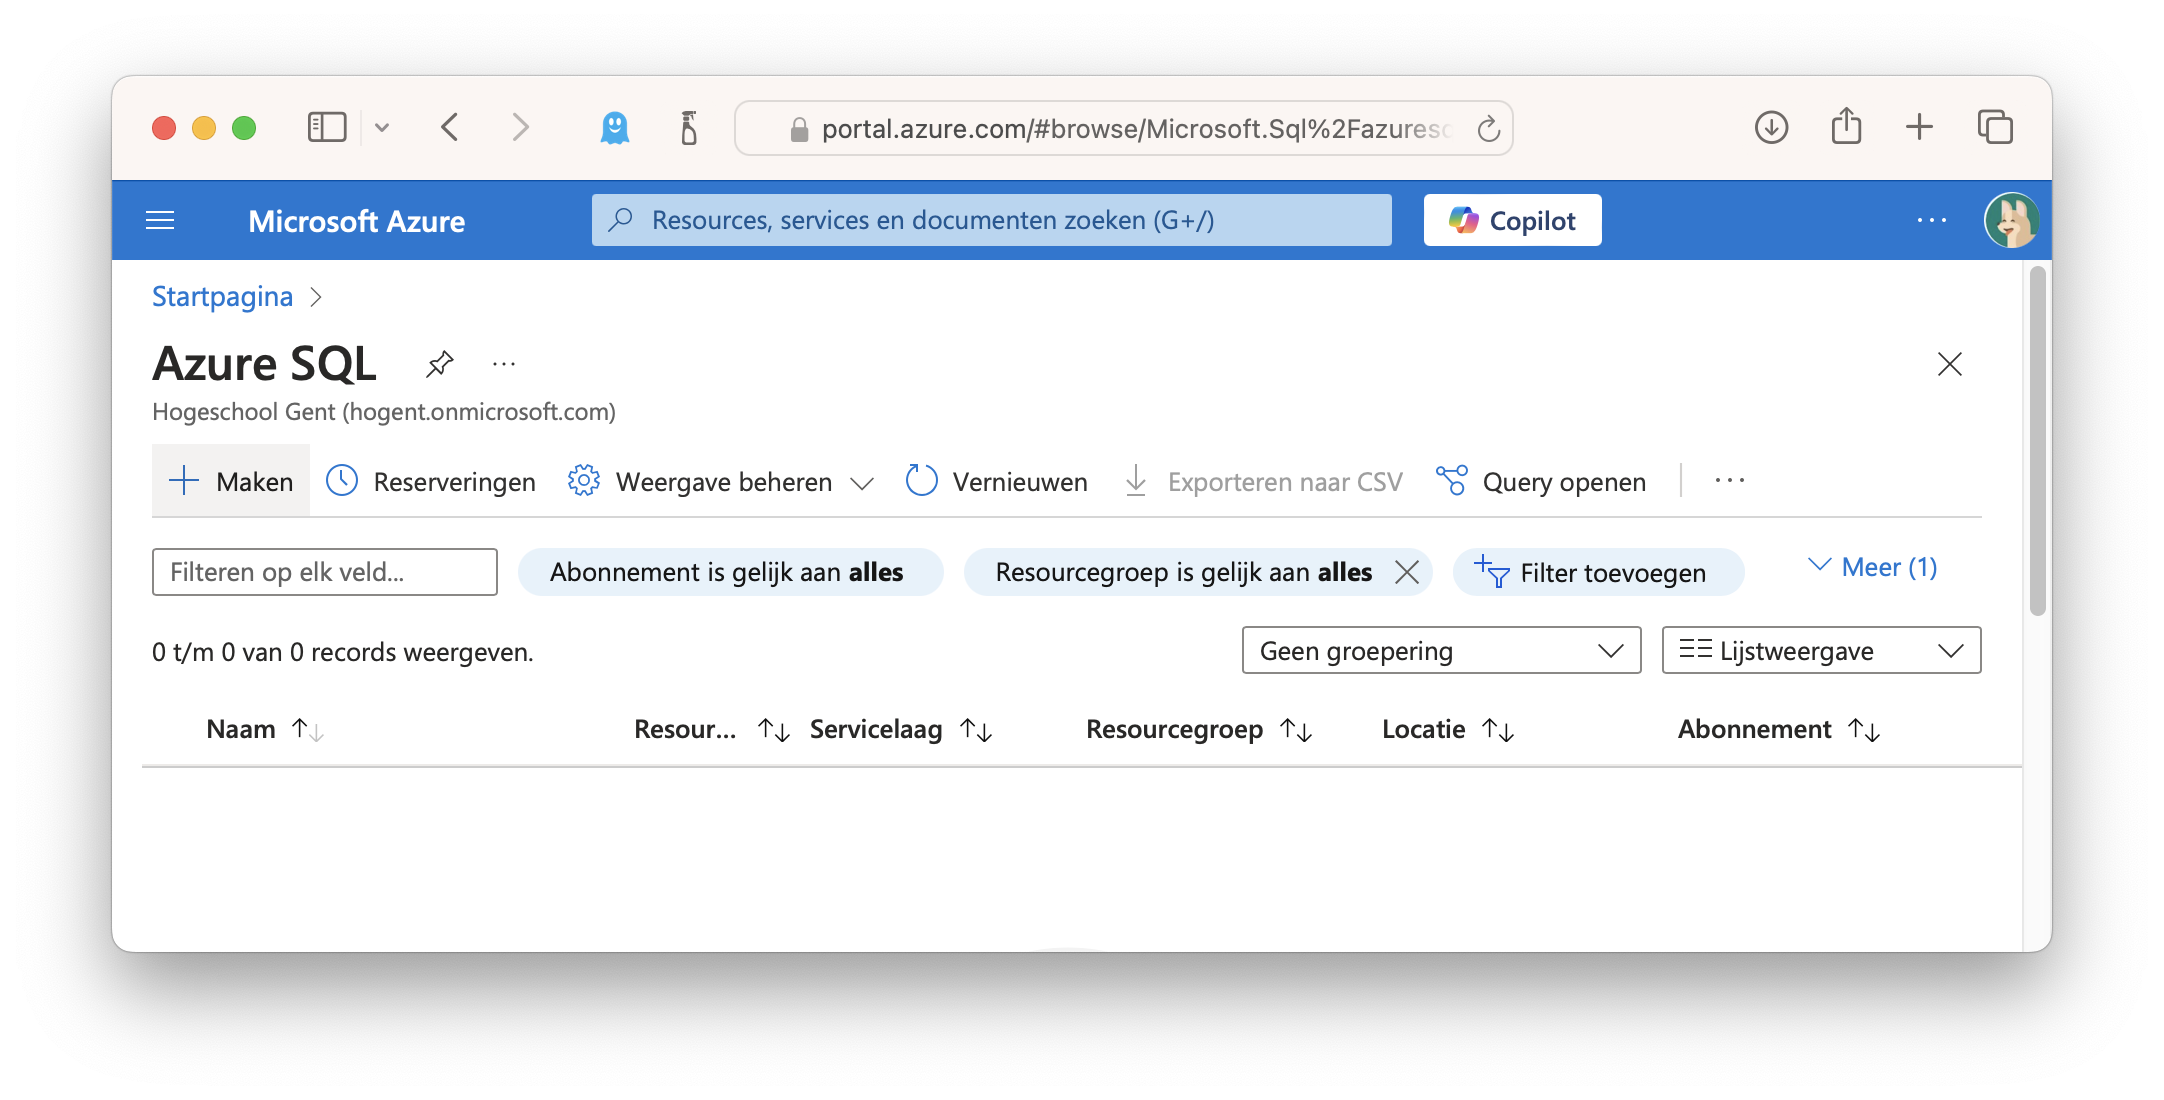 portal.azure.com/#browse/Microsoft.Sql%2Fazures
Microsoft Azure
Resources, services en documenten zoeken (G+/)
Copilot
Startpagina
Azure SQL
Hogeschool Gent (hogent.onmicrosoft.com)
Maken Reserveringen Weergave beheren Vernieuwen Exporteren naar CSV Query openen
Filteren op elk veld... Abonnement is gelijk aan alles Resourcegroep is gelijk aan alles Filter toevoegen Meer (1)
0 t/m 0 van 0 records weergeven. Geen groepering Lijstweergave
Naam Resour... Servicelaag Resourcegroep Locatie Abonnement